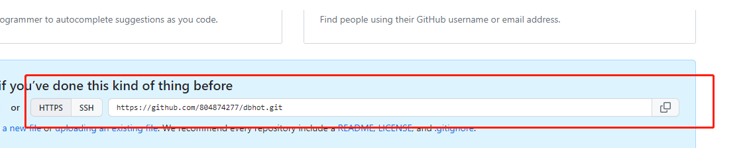 rogrammer to autocomplete suggestions as you code.
Find people using their GitHub username or email address.
if you've done this kind of thing before
or HTTPS SSH https://github.com/804874277/dbhot.git
a new file or uploading an existing file. We recommend every repository include a README, LICENSE, and .gitignore.